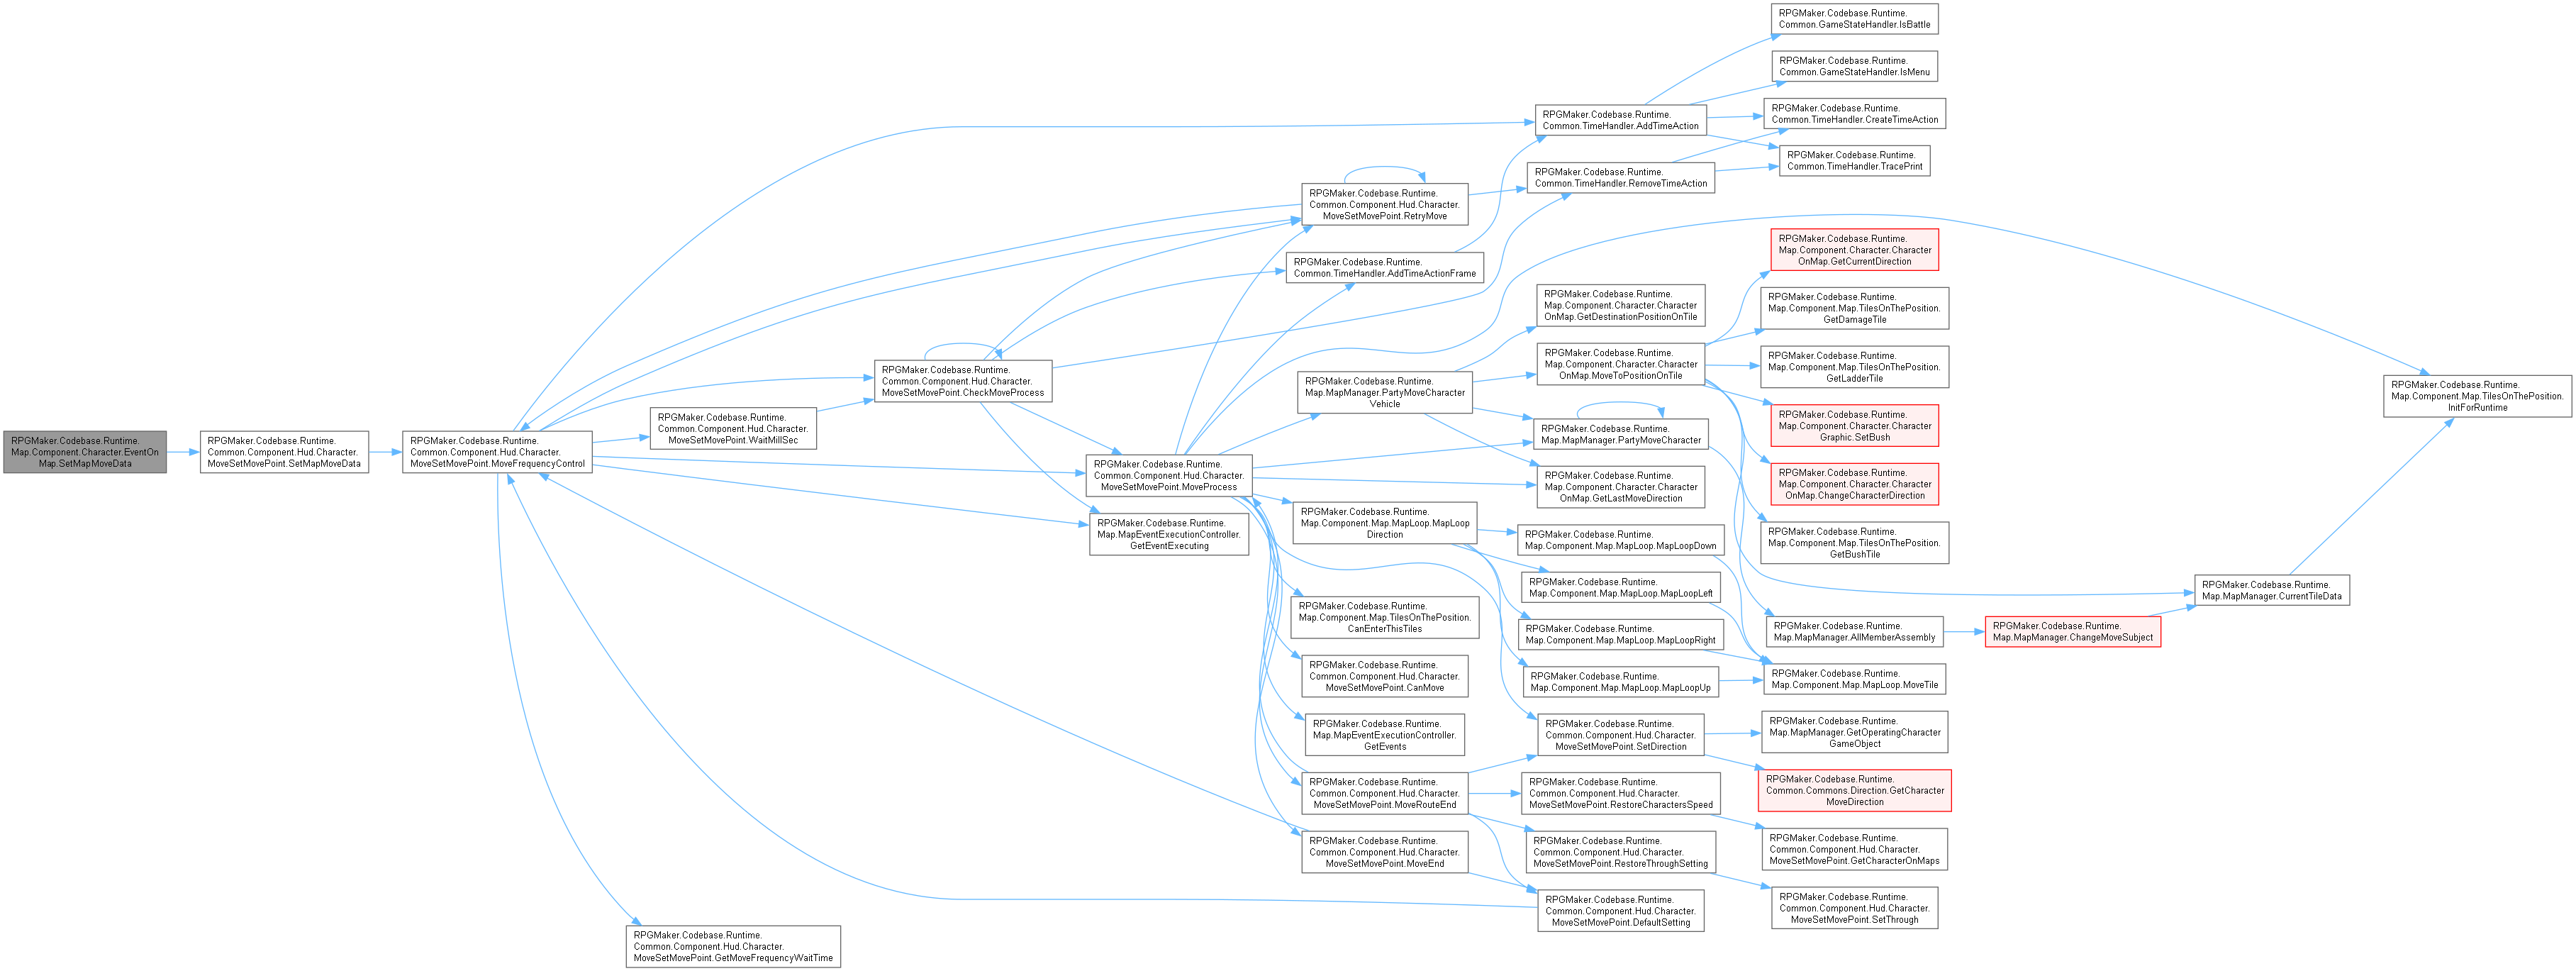 RPGMaker.Codebase.Runtime.
Map.Component.Character.EventOn
Map.SetMapMoveData
RPGMaker.Codebase.Runtime.
Common.Component.Hud.Character.
MoveSetMovePoint.SetMapMoveData
RPGMaker.Codebase.Runtime.
Common.Component.Hud.Character.
MoveSetMovePoint.MoveFrequencyControl
RPGMaker.Codebase.Runtime.
Common.Component.Hud.Character.
MoveSetMovePoint.WaitMillSec
RPGMaker.Codebase.Runtime.
Common.Component.Hud.Character.
MoveSetMovePoint.GetMoveFrequencyWaitTime
RPGMaker.Codebase.Runtime.
Common.Component.Hud.Character.
MoveSetMovePoint.CheckMoveProcess
RPGMaker.Codebase.Runtime.
Common.Component.Hud.Character.
MoveSetMovePoint.MoveProcess
RPGMaker.Codebase.Runtime.
Map.MapEventExecutionController.
GetEventExecuting
RPGMaker.Codebase.Runtime.
Common.Component.Hud.Character.
MoveSetMovePoint.RetryMove
RPGMaker.Codebase.Runtime.
Common.TimeHandler.AddTimeActionFrame
RPGMaker.Codebase.Runtime.
Map.MapManager.PartyMoveCharacter
Vehicle
RPGMaker.Codebase.Runtime.
Map.Component.Map.MapLoop.MapLoop
Direction
RPGMaker.Codebase.Runtime.
Map.Component.Map.TilesOnThePosition.
CanEnterThisTiles
RPGMaker.Codebase.Runtime.
Common.Component.Hud.Character.
MoveSetMovePoint.CanMove
RPGMaker.Codebase.Runtime.
Map.MapEventExecutionController.
GetEvents
RPGMaker.Codebase.Runtime.
Common.Component.Hud.Character.
MoveSetMovePoint.MoveRouteEnd
RPGMaker.Codebase.Runtime.
Common.Component.Hud.Character.
MoveSetMovePoint.MoveEnd
RPGMaker.Codebase.Runtime.
Common.TimeHandler.AddTimeAction
RPGMaker.Codebase.Runtime.
Common.TimeHandler.RemoveTimeAction
RPGMaker.Codebase.Runtime.
Map.Component.Character.Character
OnMap.GetDestinationPositionOnTile
RPGMaker.Codebase.Runtime.
Map.Component.Character.Character
OnMap.MoveToPositionOnTile
RPGMaker.Codebase.Runtime.
Map.MapManager.PartyMoveCharacter
RPGMaker.Codebase.Runtime.
Map.Component.Character.Character
OnMap.GetLastMoveDirection
RPGMaker.Codebase.Runtime.
Map.Component.Map.MapLoop.MapLoopDown
RPGMaker.Codebase.Runtime.
Map.Component.Map.MapLoop.MapLoopLeft
RPGMaker.Codebase.Runtime.
Map.Component.Map.MapLoop.MapLoopRight
RPGMaker.Codebase.Runtime.
Map.Component.Map.MapLoop.MapLoopUp
RPGMaker.Codebase.Runtime.
Common.Component.Hud.Character.
MoveSetMovePoint.SetDirection
RPGMaker.Codebase.Runtime.
Common.Component.Hud.Character.
MoveSetMovePoint.RestoreCharactersSpeed
RPGMaker.Codebase.Runtime.
Common.Component.Hud.Character.
MoveSetMovePoint.RestoreThroughSetting
RPGMaker.Codebase.Runtime.
Common.Component.Hud.Character.
MoveSetMovePoint.DefaultSetting
RPGMaker.Codebase.Runtime.
Common.GameStateHandler.IsBattle
RPGMaker.Codebase.Runtime.
Common.GameStateHandler.IsMenu
RPGMaker.Codebase.Runtime.
Common.TimeHandler.CreateTimeAction
RPGMaker.Codebase.Runtime.
Common.TimeHandler.TracePrint
RPGMaker.Codebase.Runtime.
Map.Component.Character.Character
OnMap.GetCurrentDirection
RPGMaker.Codebase.Runtime.
Map.Component.Map.TilesOnThePosition.
GetDamageTile
RPGMaker.Codebase.Runtime.
Map.Component.Map.TilesOnThePosition.
GetLadderTile
RPGMaker.Codebase.Runtime.
Map.Component.Character.Character
Graphic.SetBush
RPGMaker.Codebase.Runtime.
Map.Component.Character.Character
OnMap.ChangeCharacterDirection
RPGMaker.Codebase.Runtime.
Map.Component.Map.TilesOnThePosition.
GetBushTile
RPGMaker.Codebase.Runtime.
Map.MapManager.AllMemberAssembly
RPGMaker.Codebase.Runtime.
Map.Component.Map.MapLoop.MoveTile
RPGMaker.Codebase.Runtime.
Map.MapManager.GetOperatingCharacter
GameObject
RPGMaker.Codebase.Runtime.
Common.Commons.Direction.GetCharacter
MoveDirection
RPGMaker.Codebase.Runtime.
Common.Component.Hud.Character.
MoveSetMovePoint.GetCharacterOnMaps
RPGMaker.Codebase.Runtime.
Common.Component.Hud.Character.
MoveSetMovePoint.SetThrough
RPGMaker.Codebase.Runtime.
Map.MapManager.ChangeMoveSubject
RPGMaker.Codebase.Runtime.
Map.MapManager.CurrentTileData
RPGMaker.Codebase.Runtime.
Map.Component.Map.TilesOnThePosition.
InitForRuntime